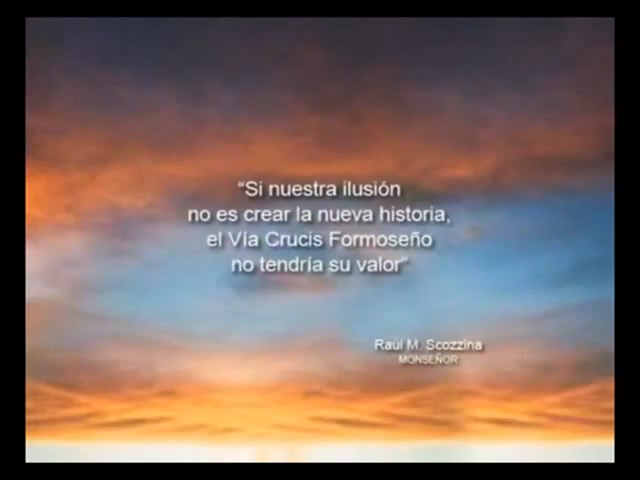 “Si nuestra ilusión
no es crear la nueva historia,
el Vía Crucis Formoseño
no tendría su valor”
Raúl M. Scozzina
MONSEÑOR